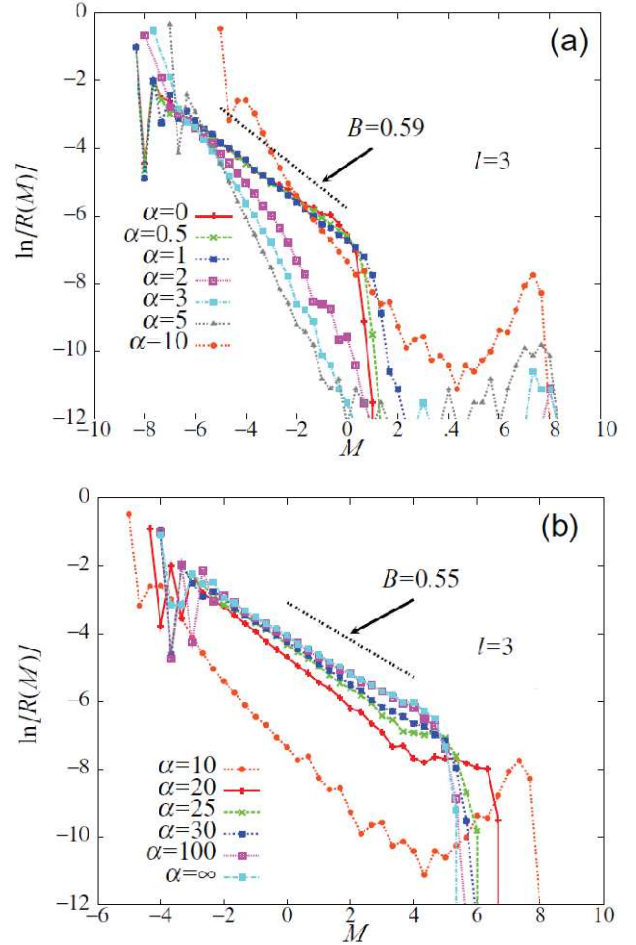 0
(a)
−2
B=0.59
−4
l=3
ln[R(M)]
−6
α=0
α=0.5
−8
α=1
α=2
α=3
−10
α=5
α−10
−12
−10 −8 −6 −4 −2 0 2 .4 6 8 10
M
0
(b)
−2
B=0.55
−4
l=3
ln[R(M)]
−6
−8
α=10
α=20
α=25
−10
α=30
α=100
α=∞
−12
−6 −4 −2 0 2 4 6 8 10
M